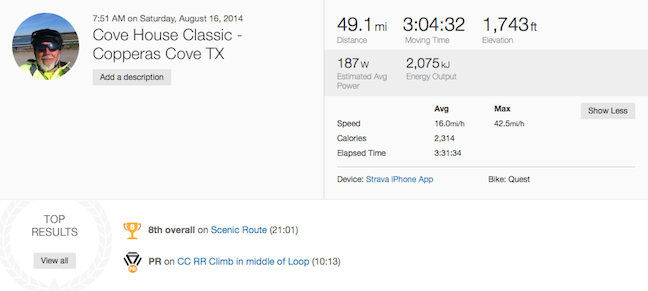 7:51 AM on Saturday, August 16, 2014
Cove House Classic -
Copperas Cove TX
Add a description
49.1 mi 3:04:32 1,743 ft
Distance Moving Time Elevation
187 W 2,075 kJ
Estimated Avg Energy Output
Power
Avg Max
Show Less
Speed 16.0mi/h 42.5mi/h
Calories 2,314
Elapsed Time 3:31:34
Device: Strava iPhone App Bike: Quest
TOP
RESULTS
View all
8
8th overall on Scenic Route (21:01)
PR
PR on CC RR Climb in middle of Loop (10:13)